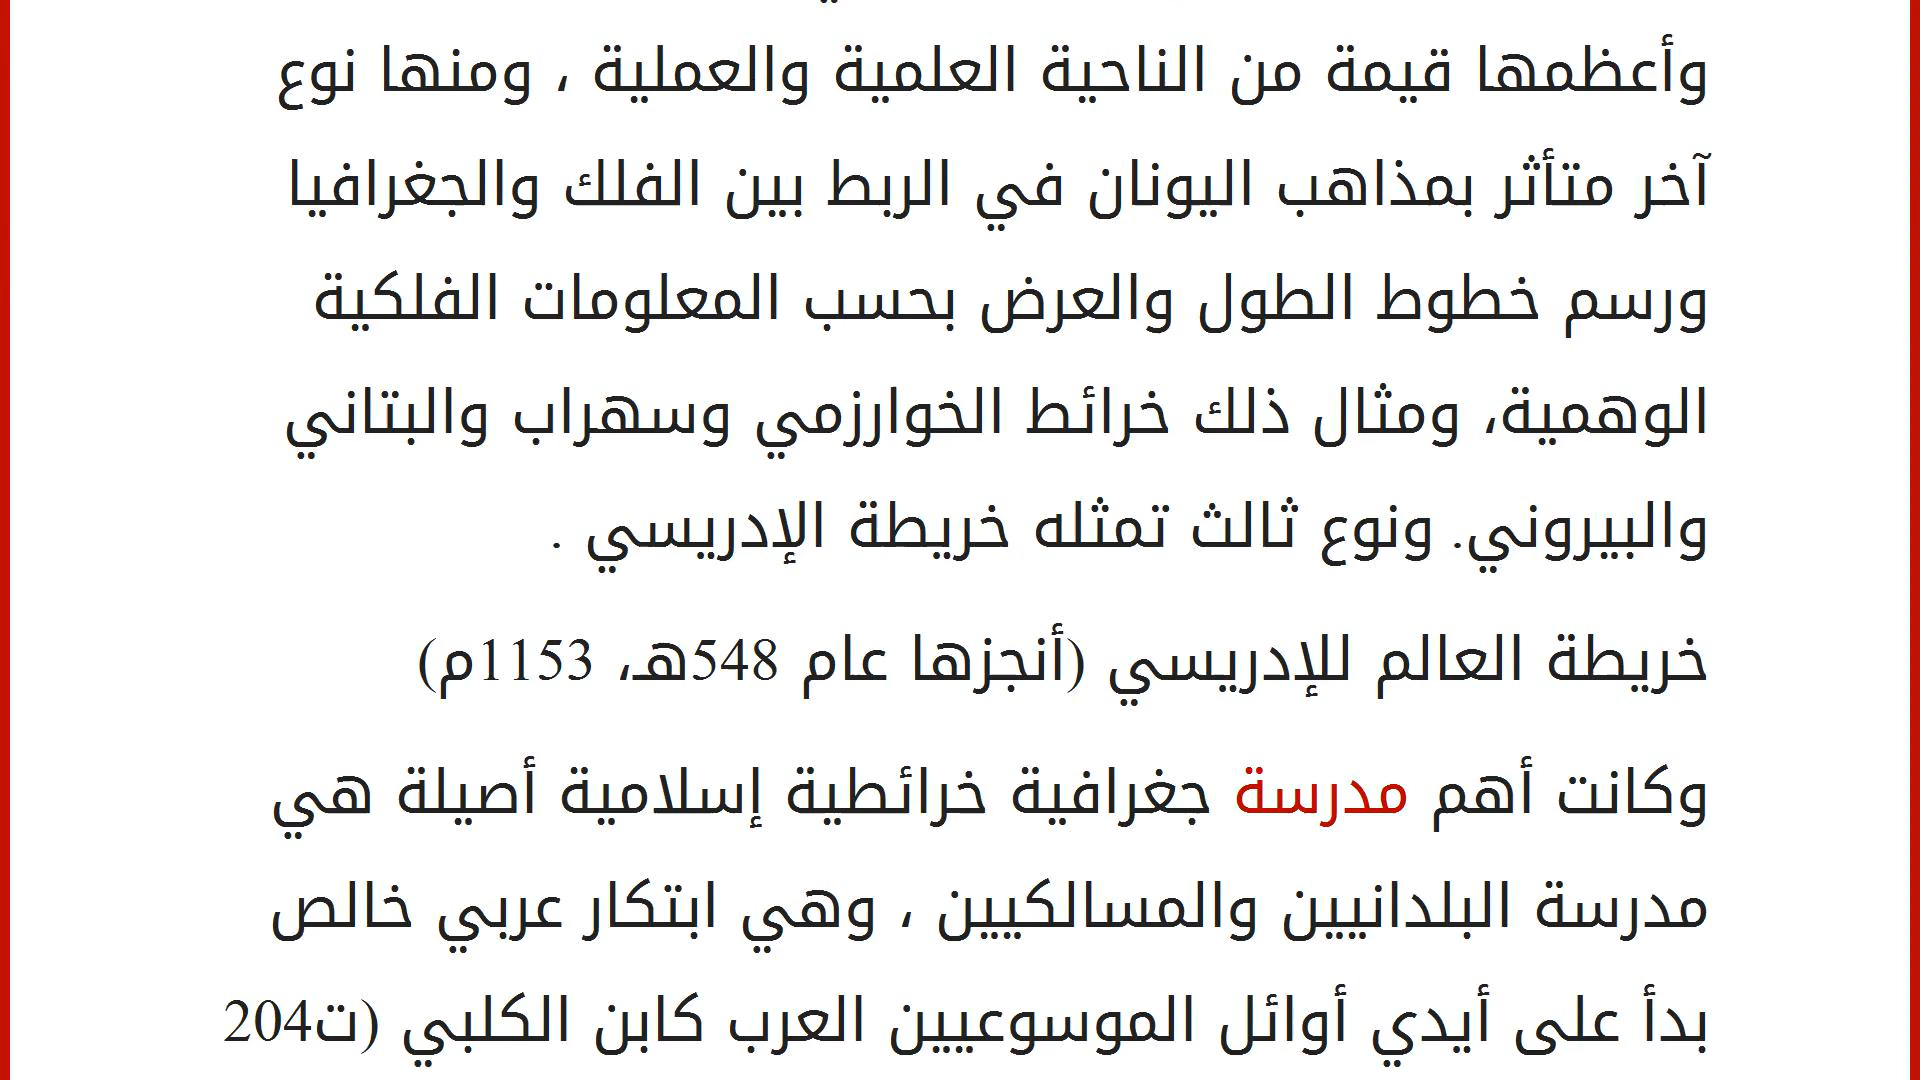 وأعظمها قيمة من الناحية العلمية والعملية ، ومنها نوع
آخر متأثر بمذاهب اليونان في الربط بين الفلك والجغرافيا
ورسم خطوط الطول والعرض بحسب المعلومات الفلكية
الوهمية، ومثال ذلك خرائط الخوارزمي وسهراب والبتاني
والبيروني. ونوع ثالث تمثله خريطة الإدريسي .
خريطة العالم للإدريسي (أنجزها عام 548هـ، 1153م)
وكانت أهم مدرسة جغرافية خرائطية إسلامية أصيلة هي
مدرسة البلدانيين والمسالكيين ، وهي ابتكار عربي خالص
بدأ على أيدي أوائل الموسوعيين العرب كابن الكلبي (ت204